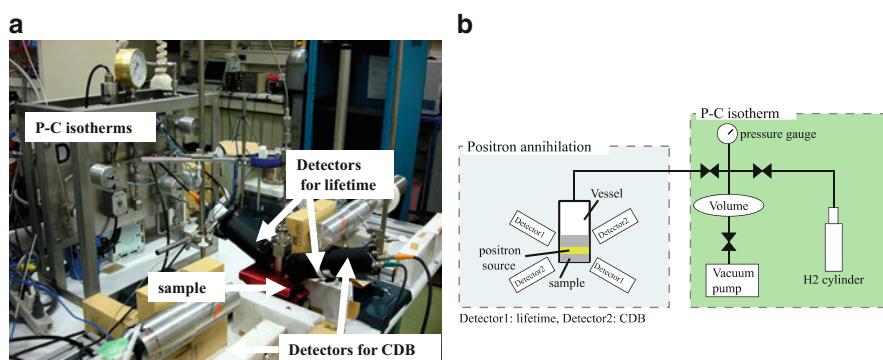 a
P-C isotherms
Detectors
for lifetime
sample
Detectors for CDB
b
P-C isotherm
pressure gauge
Positron annihilation
Vessel
Volume
Detector1
Detector2
positron
source
Detector2
sample
Detector1
Vacuum
pump
H2 cylinder
Detector1: lifetime, Detector2: CDB